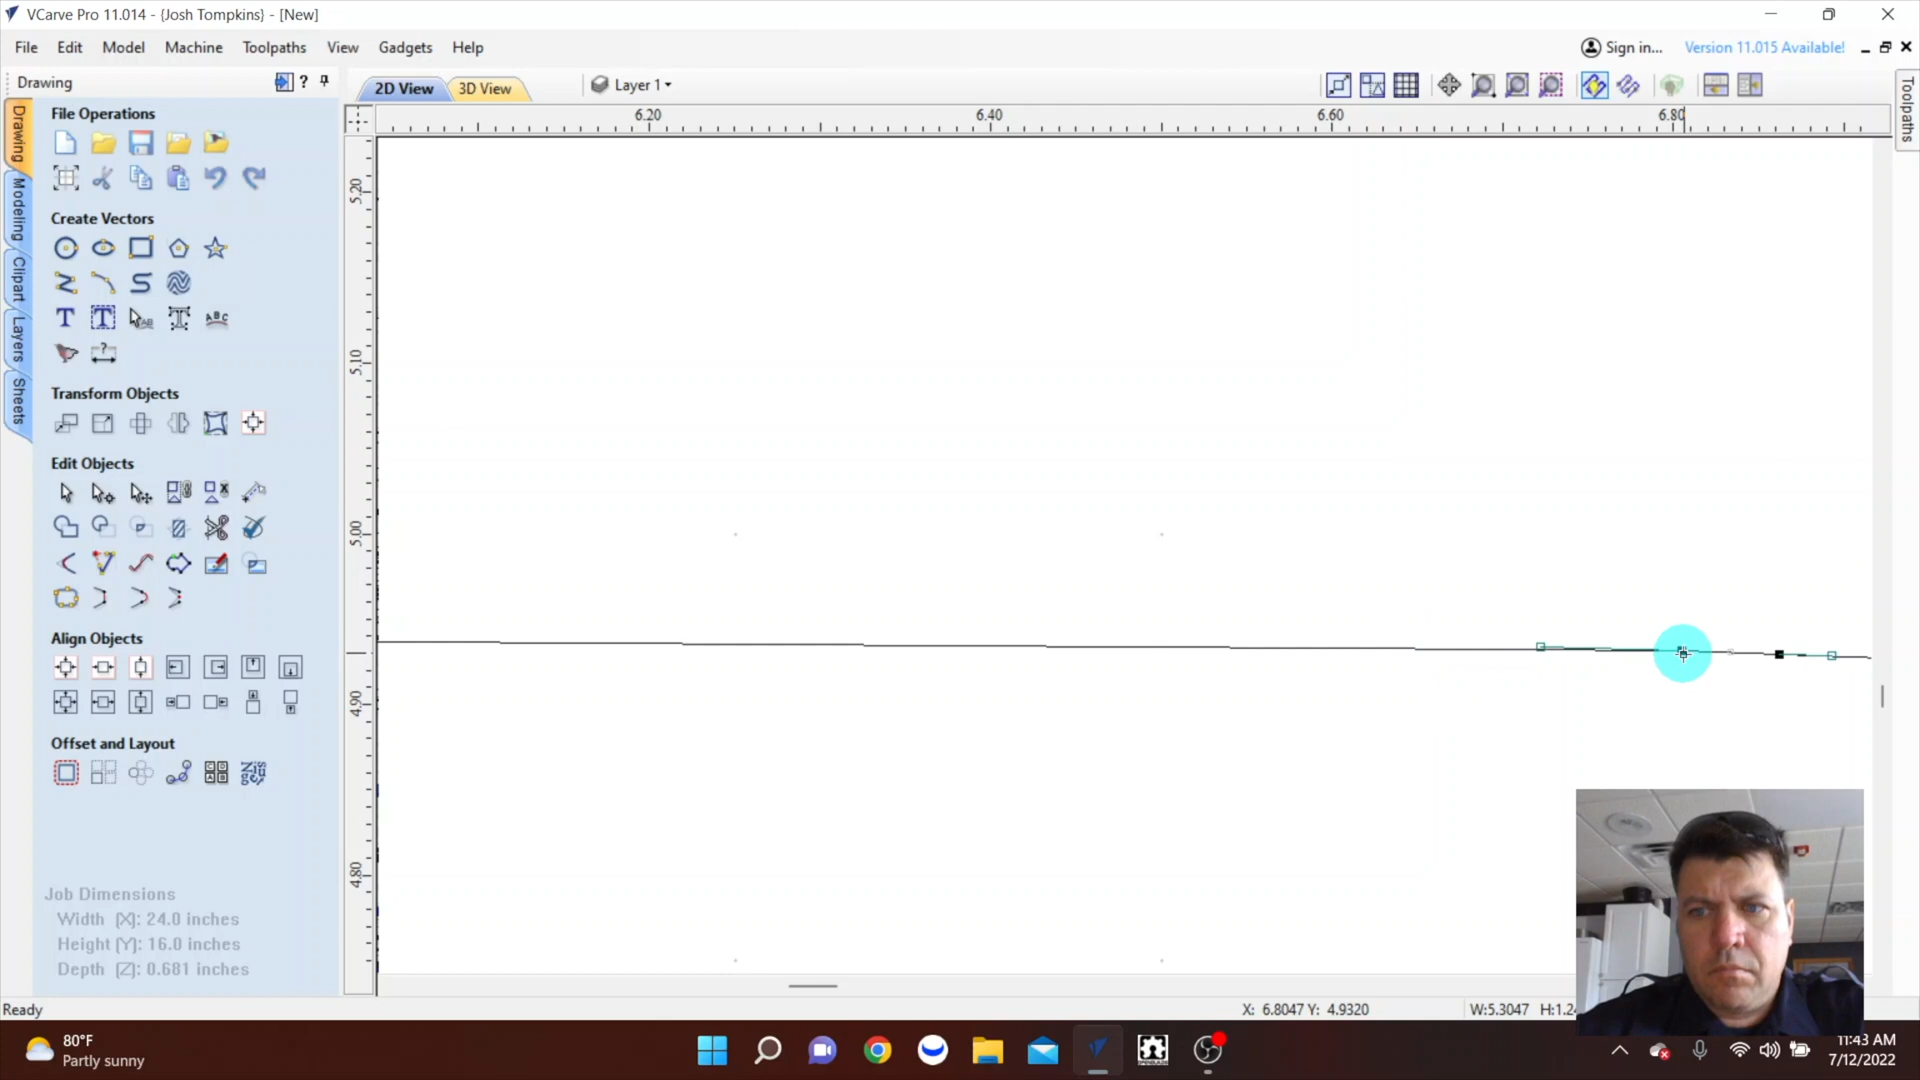 VCarve Pro 11.014 - {Josh Tompkins} - [New]
File Edit Model Machine Toolpaths View Gadgets Help
Sign in... Version 11.015 Available!
Drawing
?
2D View 3D View Layer 1
Toolpaths
Drawing
Modeling
Clipart
Layers
Sheets
File Operations
Create Vectors
Transform Objects
Edit Objects
Align Objects
Offset and Layout
6.20 6.40 6.60 6.80
5.20
5.10
5.00
4.90
4.80
Job Dimensions
Width [X]: 24.0 inches
Height [Y]: 16.0 inches
Depth [Z]: 0.681 inches
Ready
X: 6.8047 Y: 4.9320
W:5.3047 H:1.24
80°F
Partly sunny
11:43 AM
7/12/2022